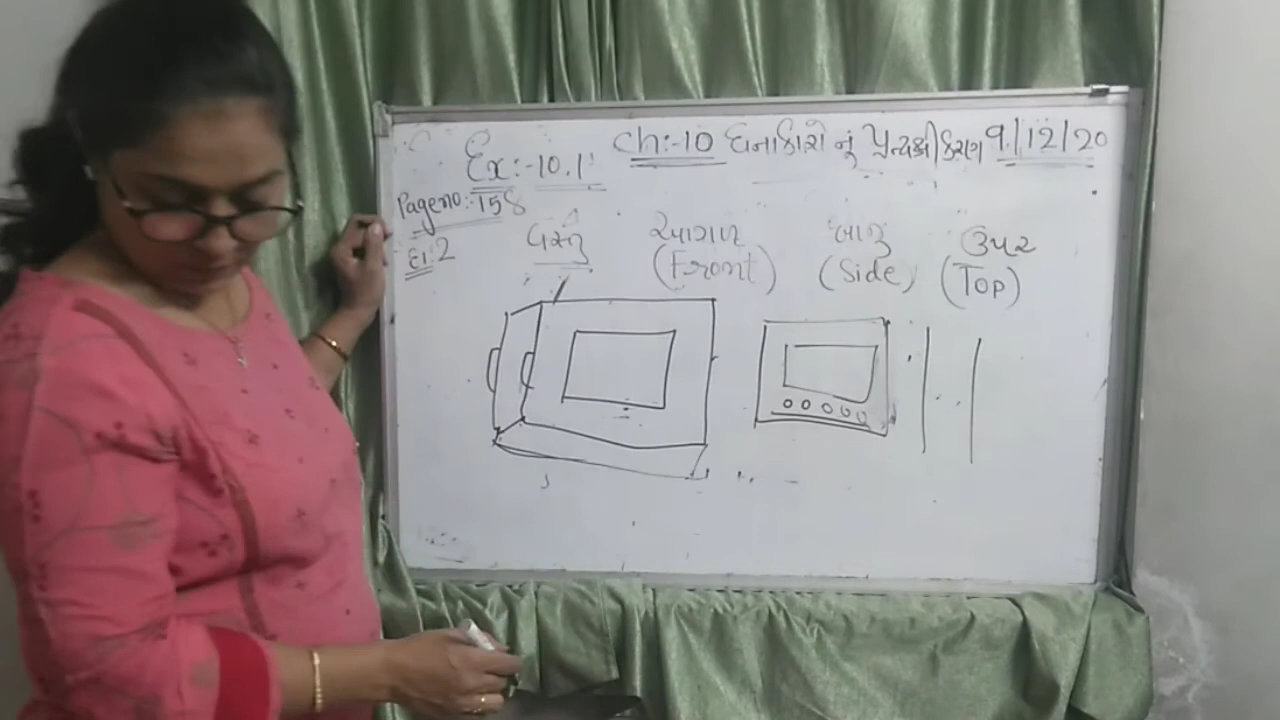 Ex:-10.1 Ch:-10 ઘનાકારોનું પ્રત્યક્ષીકરણ 9/12/20
Page no:-158
દા:2 વસ્તુ આગળ બાજુ ઉપર
(Front) (Side) (Top)